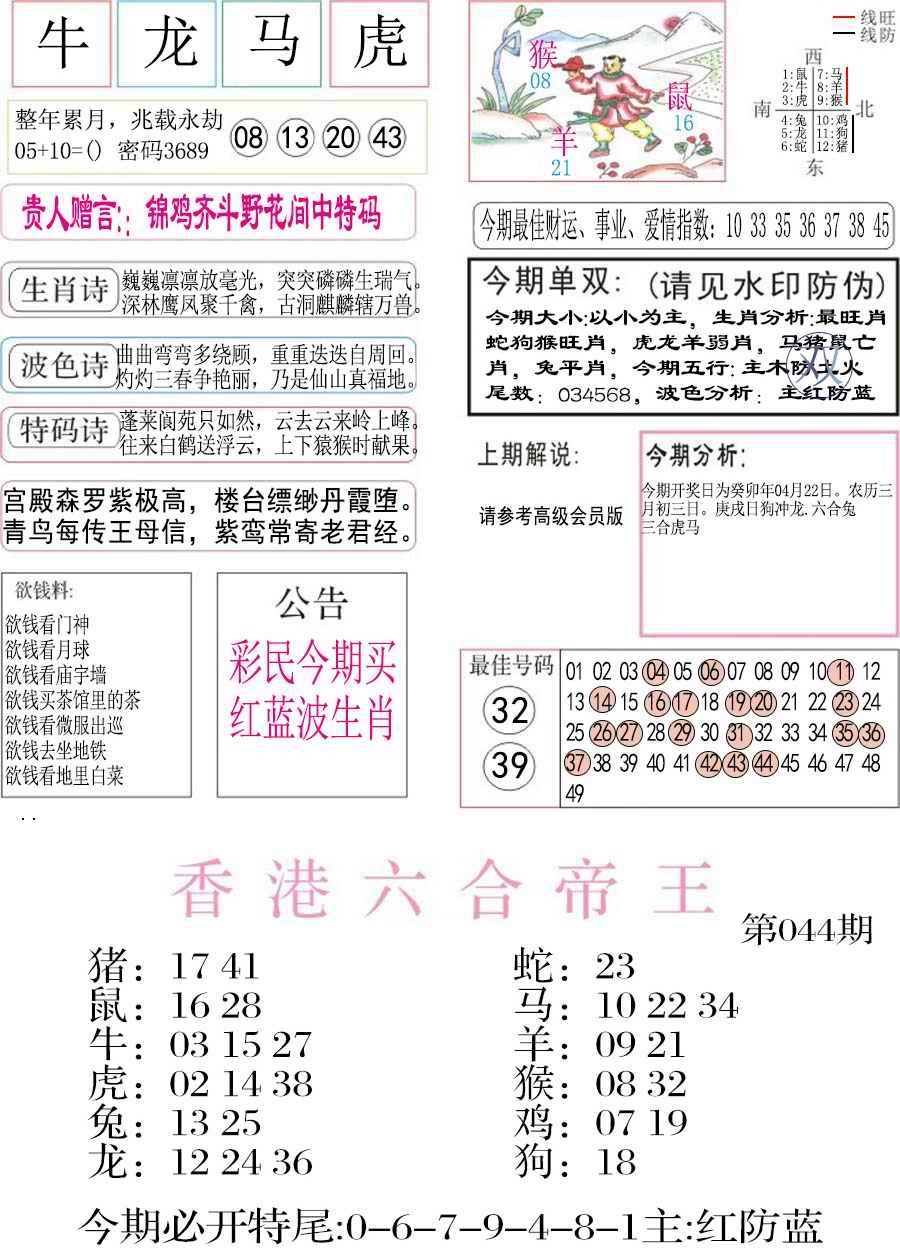 牛 龙 马 虎
整年累月，兆载永劫
05+10=() 密码3689
08 13 20 43
贵人赠言：：锦鸡齐斗野花间中特码
生肖诗
巍巍凛凛放毫光，突突磷磷生瑞气。
深林鹰凤聚千禽，古洞麒麟辖万兽。
波色诗
曲曲弯弯多绕顾，重重迭迭自周回。
灼灼三春争艳丽，乃是仙山真福地。
特码诗
蓬莱阆苑只如然，云去云来岭上峰。
往来白鹤送浮云，上下猿猴时献果。
宫殿森罗紫极高，楼台缥缈丹霞堕。
青鸟每传王母信，紫鸾常寄老君经。
欲钱料:
欲钱看门神
欲钱看月球
欲钱看庙宇墙
欲钱买茶馆里的茶
欲钱看微服出巡
欲钱去坐地铁
欲钱看地里白菜
公告
彩民今期买
红蓝波生肖
猴
08
鼠
16
羊
21
线旺
线防
西
南
北
东
1:鼠 7:马
2:牛 8:羊
3:虎 9:猴
4:兔 10:鸡
5:龙 11:狗
6:蛇 12:猪
今期最佳财运、事业、爱情指数: 10 33 35 36 37 38 45
今期单双: (请见水印防伪)
今期大小:以小为主，生肖分析:最旺肖
蛇狗猴旺肖，虎龙羊弱肖，马猪鼠亡
肖，兔平肖，今期五行: 主木防土火
尾数: 034568，波色分析: 主红防蓝
双
上期解说:
请参考高级会员版
今期分析:
今期开奖日为癸卯年04月22日。农历三
月初三日。庚戌日狗冲龙.六合兔
三合虎马
最佳号码
32
39
01 02 03 04 05 06 07 08 09 10 11 12
13 14 15 16 17 18 19 20 21 22 23 24
25 26 27 28 29 30 31 32 33 34 35 36
37 38 39 40 41 42 43 44 45 46 47 48
49
..
香港六合帝王
第044期
猪: 17 41
鼠: 16 28
牛: 03 15 27
虎: 02 14 38
兔: 13 25
龙: 12 24 36
蛇: 23
马: 10 22 34
羊: 09 21
猴: 08 32
鸡: 07 19
狗: 18
今期必开特尾:0-6-7-9-4-8-1主:红防蓝